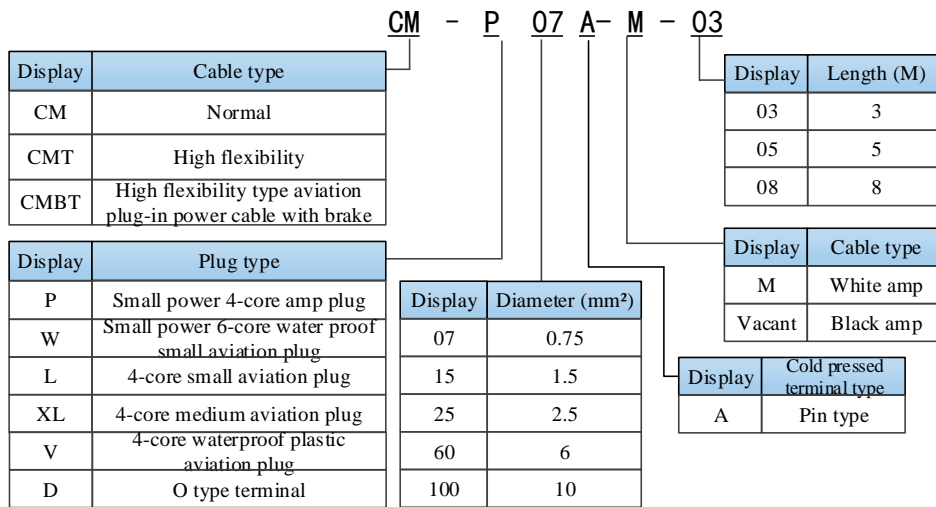 CM - P 07 A- M - 03
Display Cable type
CM Normal
CMT High flexibility
CMBT High flexibility type aviation
plug-in power cable with brake
Display Length (M)
03 3
05 5
08 8
Display Plug type
P Small power 4-core amp plug
W Small power 6-core water proof
small aviation plug
L 4-core small aviation plug
XL 4-core medium aviation plug
V 4-core waterproof plastic
aviation plug
D O type terminal
Display Diameter (mm²)
07 0.75
15 1.5
25 2.5
60 6
100 10
Display Cable type
M White amp
Vacant Black amp
Display Cold pressed
terminal type
A Pin type